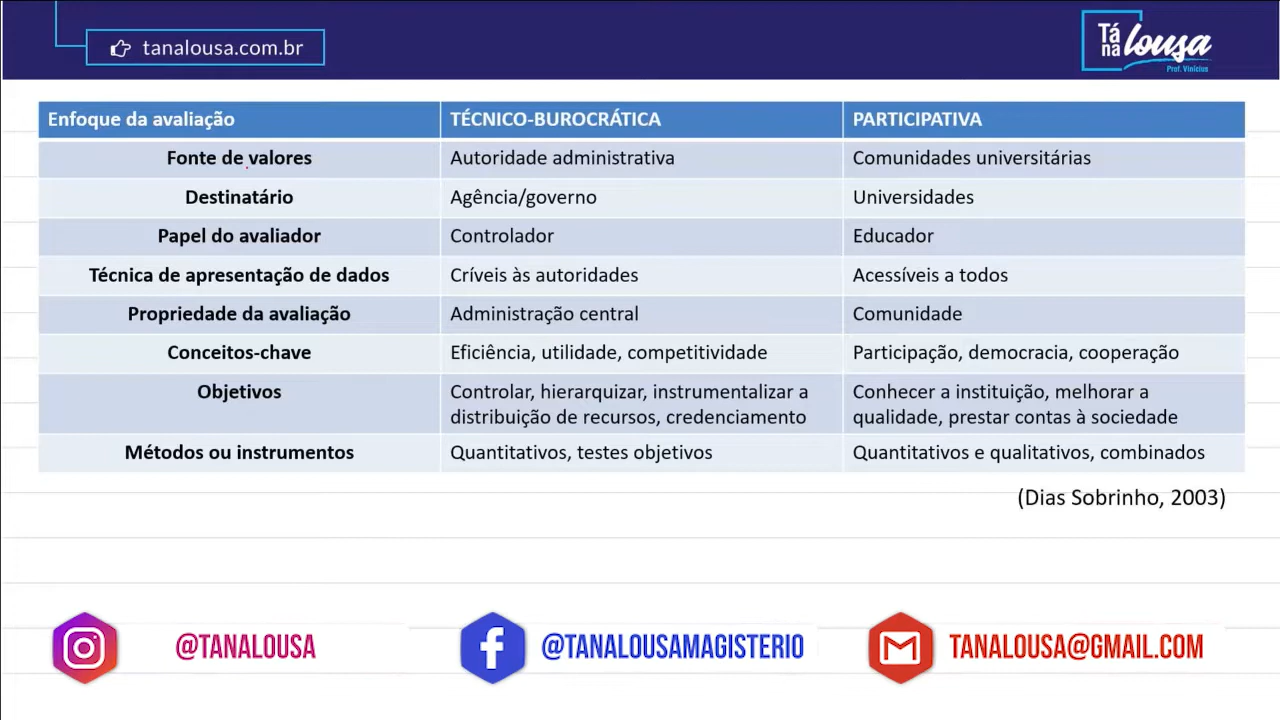 tanalousa.com.br
Tá
na lousa
Prof. Vinícius
Enfoque da avaliação TÉCNICO-BUROCRÁTICA PARTICIPATIVA
Fonte de valores Autoridade administrativa Comunidades universitárias
Destinatário Agência/governo Universidades
Papel do avaliador Controlador Educador
Técnica de apresentação de dados Críveis às autoridades Acessíveis a todos
Propriedade da avaliação Administração central Comunidade
Conceitos-chave Eficiência, utilidade, competitividade Participação, democracia, cooperação
Objetivos Controlar, hierarquizar, instrumentalizar a Conhecer a instituição, melhorar a
distribuição de recursos, credenciamento qualidade, prestar contas à sociedade
Métodos ou instrumentos Quantitativos, testes objetivos Quantitativos e qualitativos, combinados
(Dias Sobrinho, 2003)
@TANALOUSA @TANALOUSAMAGISTERIO TANALOUSA@GMAIL.COM